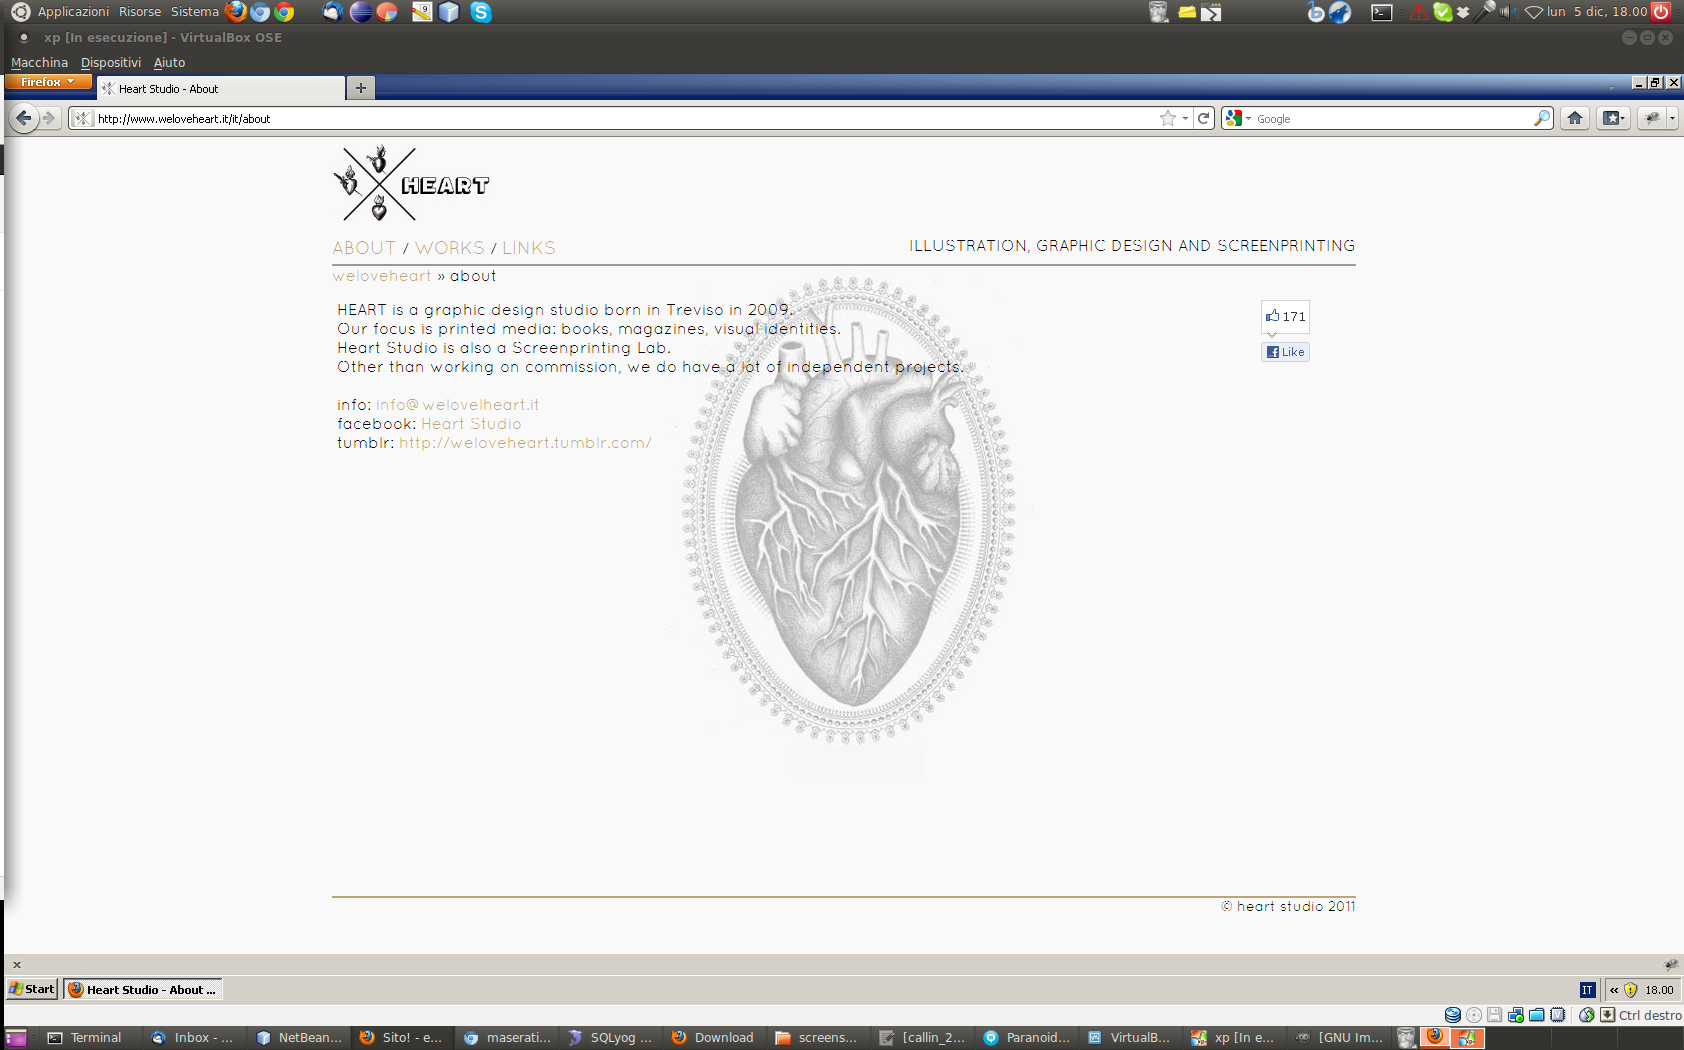 Applicazioni Risorse Sistema 9 lun 5 dic, 18.00
xp [In esecuzione] - VirtualBox OSE
Macchina Dispositivi Aiuto
Firefox
Heart Studio - About
http://www.weloveheart.it/it/about
Google
HEART
ABOUT / WORKS / LINKS
ILLUSTRATION, GRAPHIC DESIGN AND SCREENPRINTING
weloveheart » about
HEART is a graphic design studio born in Treviso in 2009.
Our focus is printed media: books, magazines, visual identities.
Heart Studio is also a Screenprinting Lab.
Other than working on commission, we do have a lot of independent projects.
171
Like
info: info@welovelheart.it
facebook: Heart Studio
tumblr: http://weloveheart.tumblr.com/
© heart studio 2011
Start Heart Studio - About ... IT « 18.00
Ctrl destro
Terminal Inbox - ... NetBean... Sito! - e... maserati... SQLyog ... Download screens... [callin_2... Paranoid... VirtualB... xp [In e... [GNU Im...